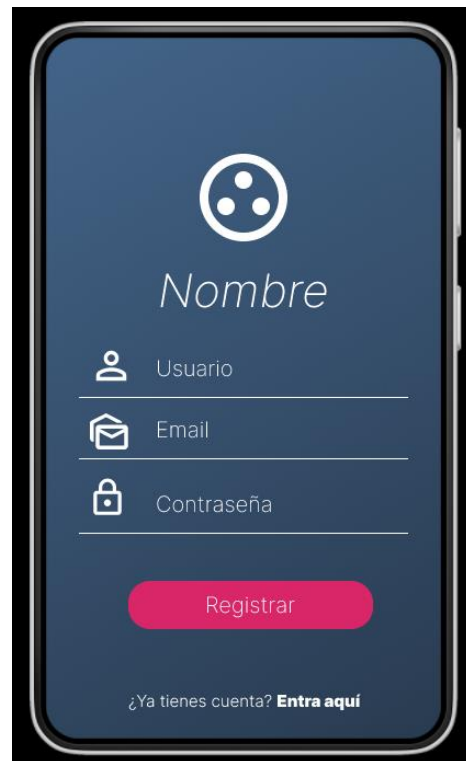 Nombre
Usuario
Email
Contraseña
Registrar
¿Ya tienes cuenta? Entra aquí